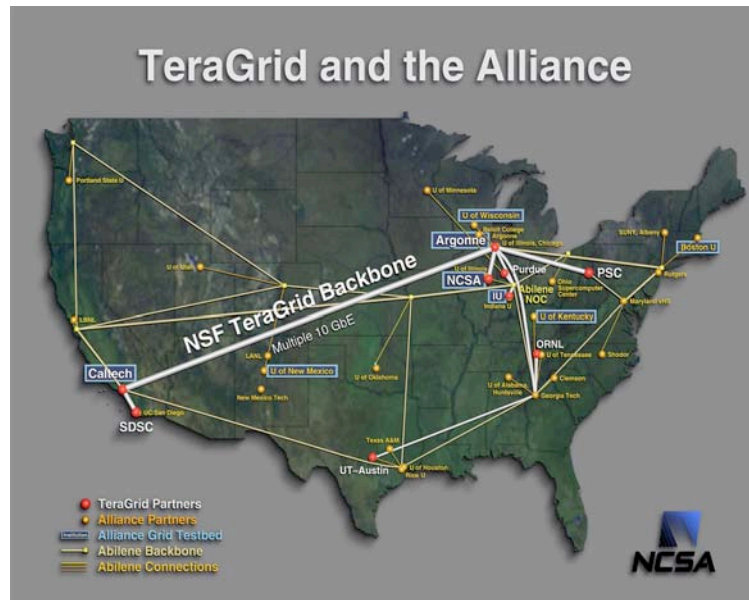 TeraGrid and the Alliance
Portland State U
U of Minnesota
U of Wisconsin
Beloit College
Argonne
Argonne
U of Illinois, Chicago
SUNY, Albany
Boston U
U of Utah
NSF TeraGrid Backbone
Multiple 10 GbE
U of Illinois
NCSA
Purdue
Abilene
NOC
IU
Indiana U
Ohio
Supercomputer
Center
PSC
Rutgers
Maryland
LBNL
LANL
U of New Mexico
New Mexico Tech
U of Oklahoma
U of Kentucky
ORNL
U of Tennessee
Shodor
Caltech
UC San Diego
SDSC
U of Alabama,
Huntsville
Clemson
Georgia Tech
Texas A&M
UT-Austin
U of Houston
Rice U
TeraGrid Partners
Alliance Partners
Institution
Alliance Grid Testbed
Abilene Backbone
Abilene Connections
NCSA